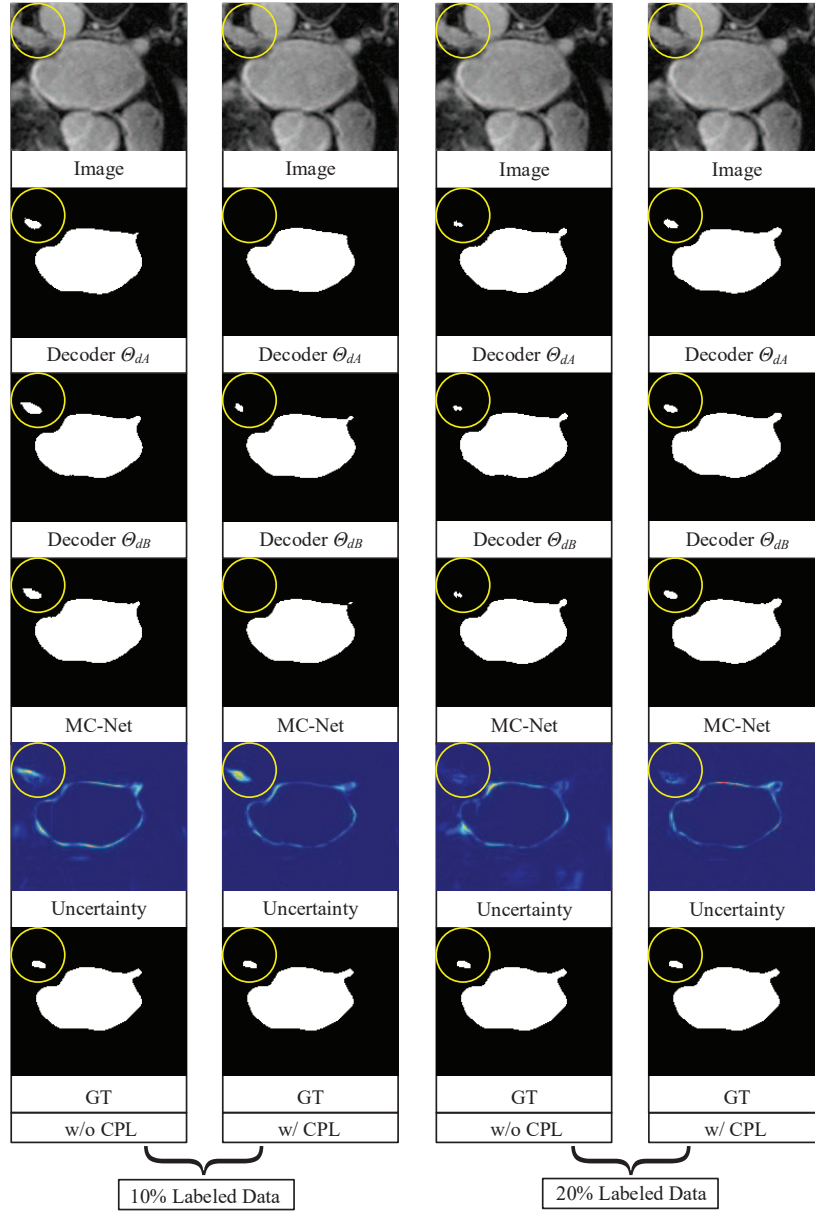 Image Image Image Image
Decoder Θ_dA Decoder Θ_dA Decoder Θ_dA Decoder Θ_dA
Decoder Θ_dB Decoder Θ_dB Decoder Θ_dB Decoder Θ_dB
MC-Net MC-Net MC-Net MC-Net
Uncertainty Uncertainty Uncertainty Uncertainty
GT GT GT GT
w/o CPL w/ CPL w/o CPL w/ CPL
10% Labeled Data 20% Labeled Data